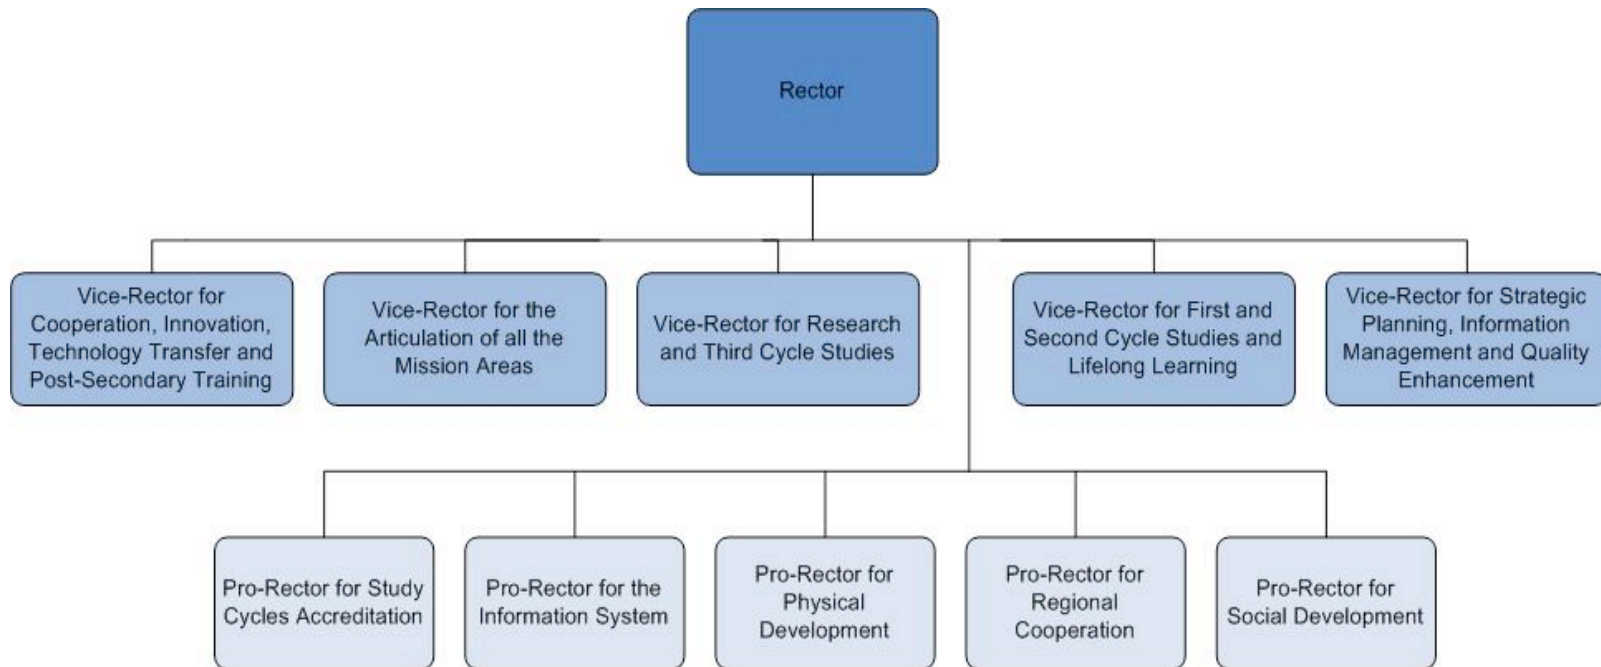 Rector
Vice-Rector for
Cooperation, Innovation,
Technology Transfer and
Post-Secondary Training
Vice-Rector for the
Articulation of all the
Mission Areas
Vice-Rector for Research
and Third Cycle Studies
Vice-Rector for First and
Second Cycle Studies and
Lifelong Learning
Vice-Rector for Strategic
Planning, Information
Management and Quality
Enhancement
Pro-Rector for Study
Cycles Accreditation
Pro-Rector for the
Information System
Pro-Rector for
Physical
Development
Pro-Rector for
Regional
Cooperation
Pro-Rector for
Social Development